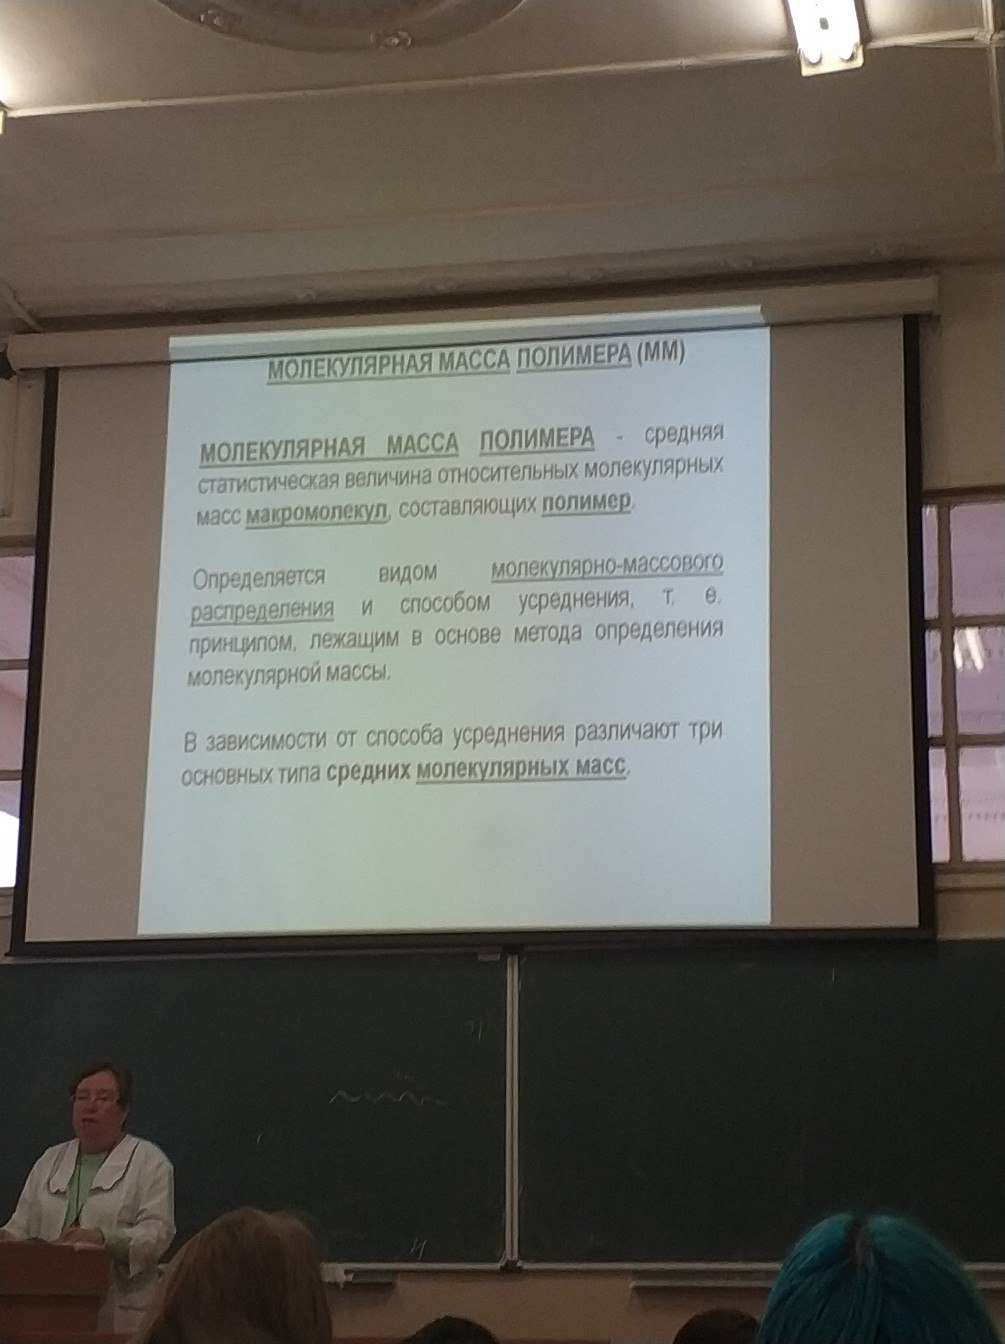 МОЛЕКУЛЯРНАЯ МАССА ПОЛИМЕРА (ММ)
МОЛЕКУЛЯРНАЯ МАССА ПОЛИМЕРА - средняя
статистическая величина относительных молекулярных
масс макромолекул, составляющих полимер.
Определяется видом молекулярно-массового
распределения и способом усреднения, т. е.
принципом, лежащим в основе метода определения
молекулярной массы.
В зависимости от способа усреднения различают три
основных типа средних молекулярных масс.